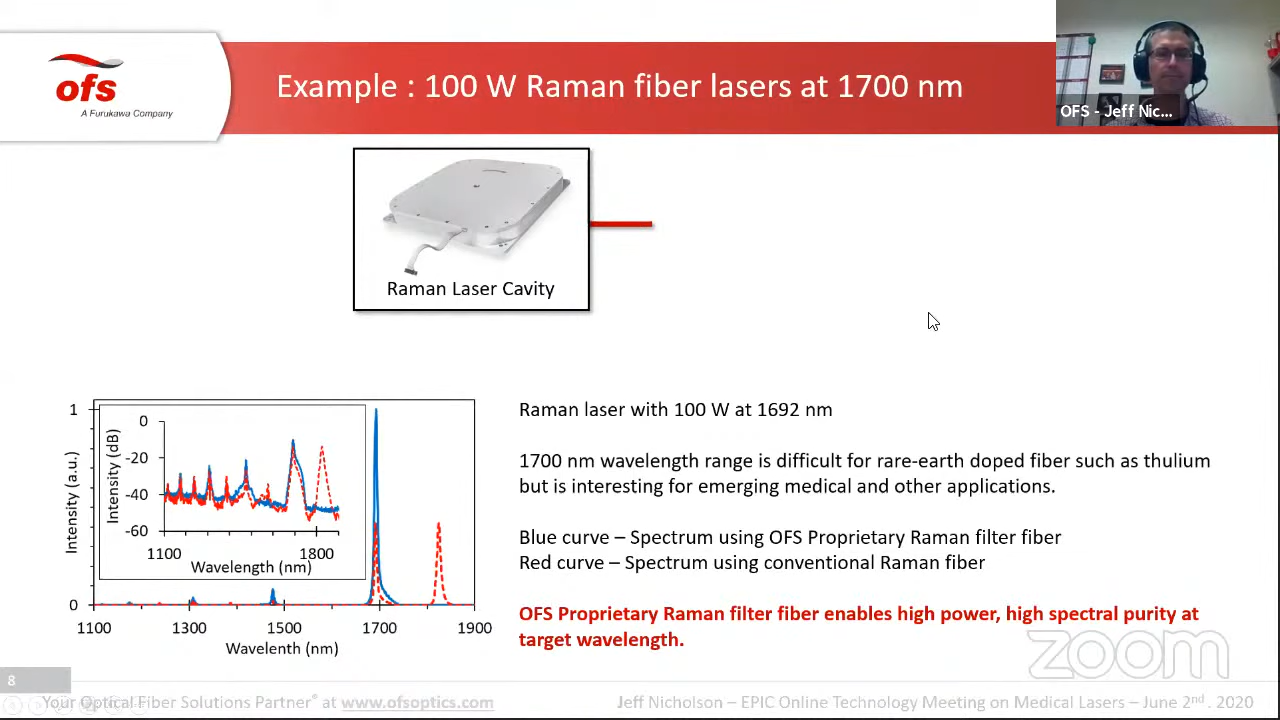 ofs
A Furukawa Company
Example : 100 W Raman fiber lasers at 1700 nm
OFS - Jeff Nic...
Raman Laser Cavity
Intensity (a.u.)
1
0
1100 1300 1500 1700 1900
Wavelenth (nm)
Intensity (dB)
0
-20
-40
-60
1100 1800
Wavelength (nm)
Raman laser with 100 W at 1692 nm
1700 nm wavelength range is difficult for rare-earth doped fiber such as thulium
but is interesting for emerging medical and other applications.
Blue curve – Spectrum using OFS Proprietary Raman filter fiber
Red curve – Spectrum using conventional Raman fiber
OFS Proprietary Raman filter fiber enables high power, high spectral purity at
target wavelength.
zoom
8
Your Optical Fiber Solutions Partner® at www.ofsoptics.com
Jeff Nicholson – EPIC Online Technology Meeting on Medical Lasers – June 2nd . 2020